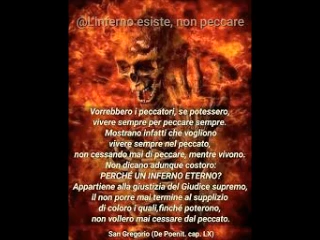 @L'inferno esiste, non peccare
Vorrebbero i peccatori, se potessero,
vivere sempre per peccare sempre.
Mostrano infatti che vogliono
vivere sempre nel peccato,
non cessando mai di peccare, mentre vivono.
Non dicano adunque costoro:
PERCHÉ UN INFERNO ETERNO?
Appartiene alla giustizia del Giudice supremo,
il non porre mai termine al supplizio
di coloro i quali,finché poterono,
non vollero mai cessare dal peccato.
San Gregorio (De Poenit. cap. LX)